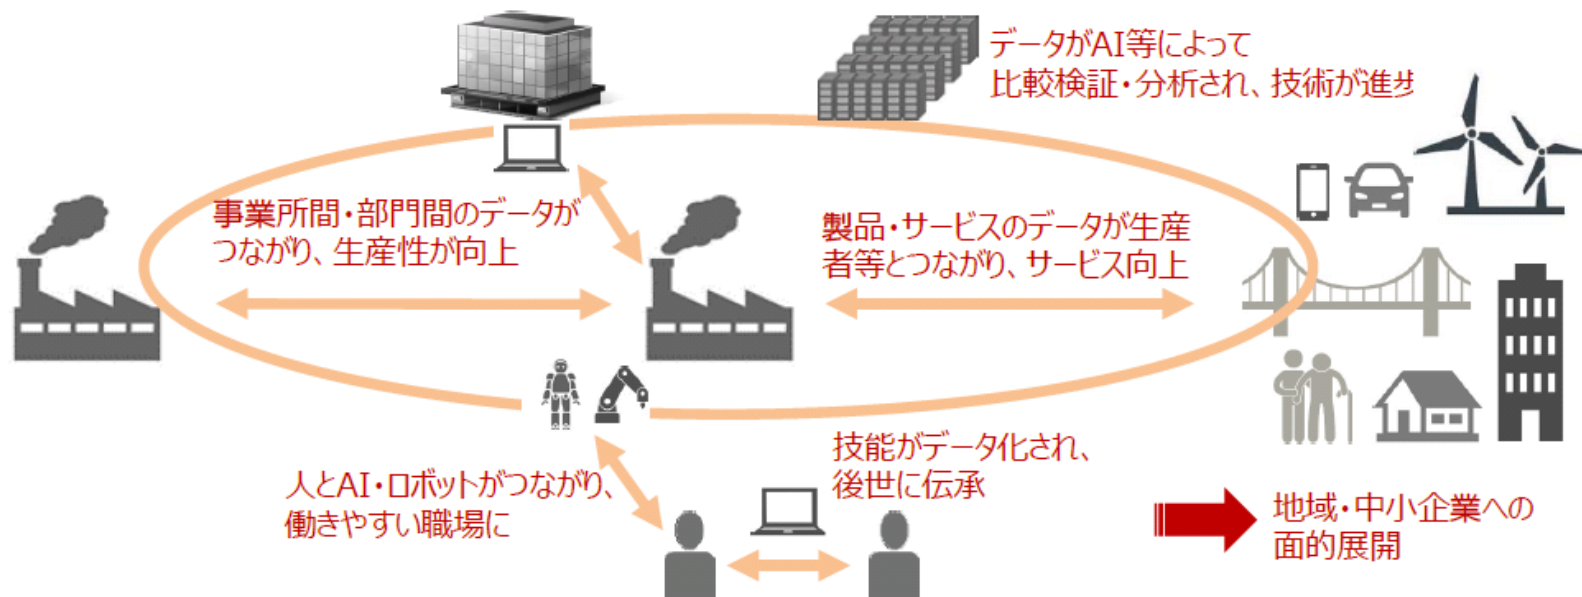 データがAI等によって
比較検証・分析され、技術が進歩
事業所間・部門間のデータが
つながり、生産性が向上
製品・サービスのデータが生産
者等とつながり、サービス向上
人とAI・ロボットがつながり、
働きやすい職場に
技能がデータ化され、
後世に伝承
地域・中小企業への
面的展開